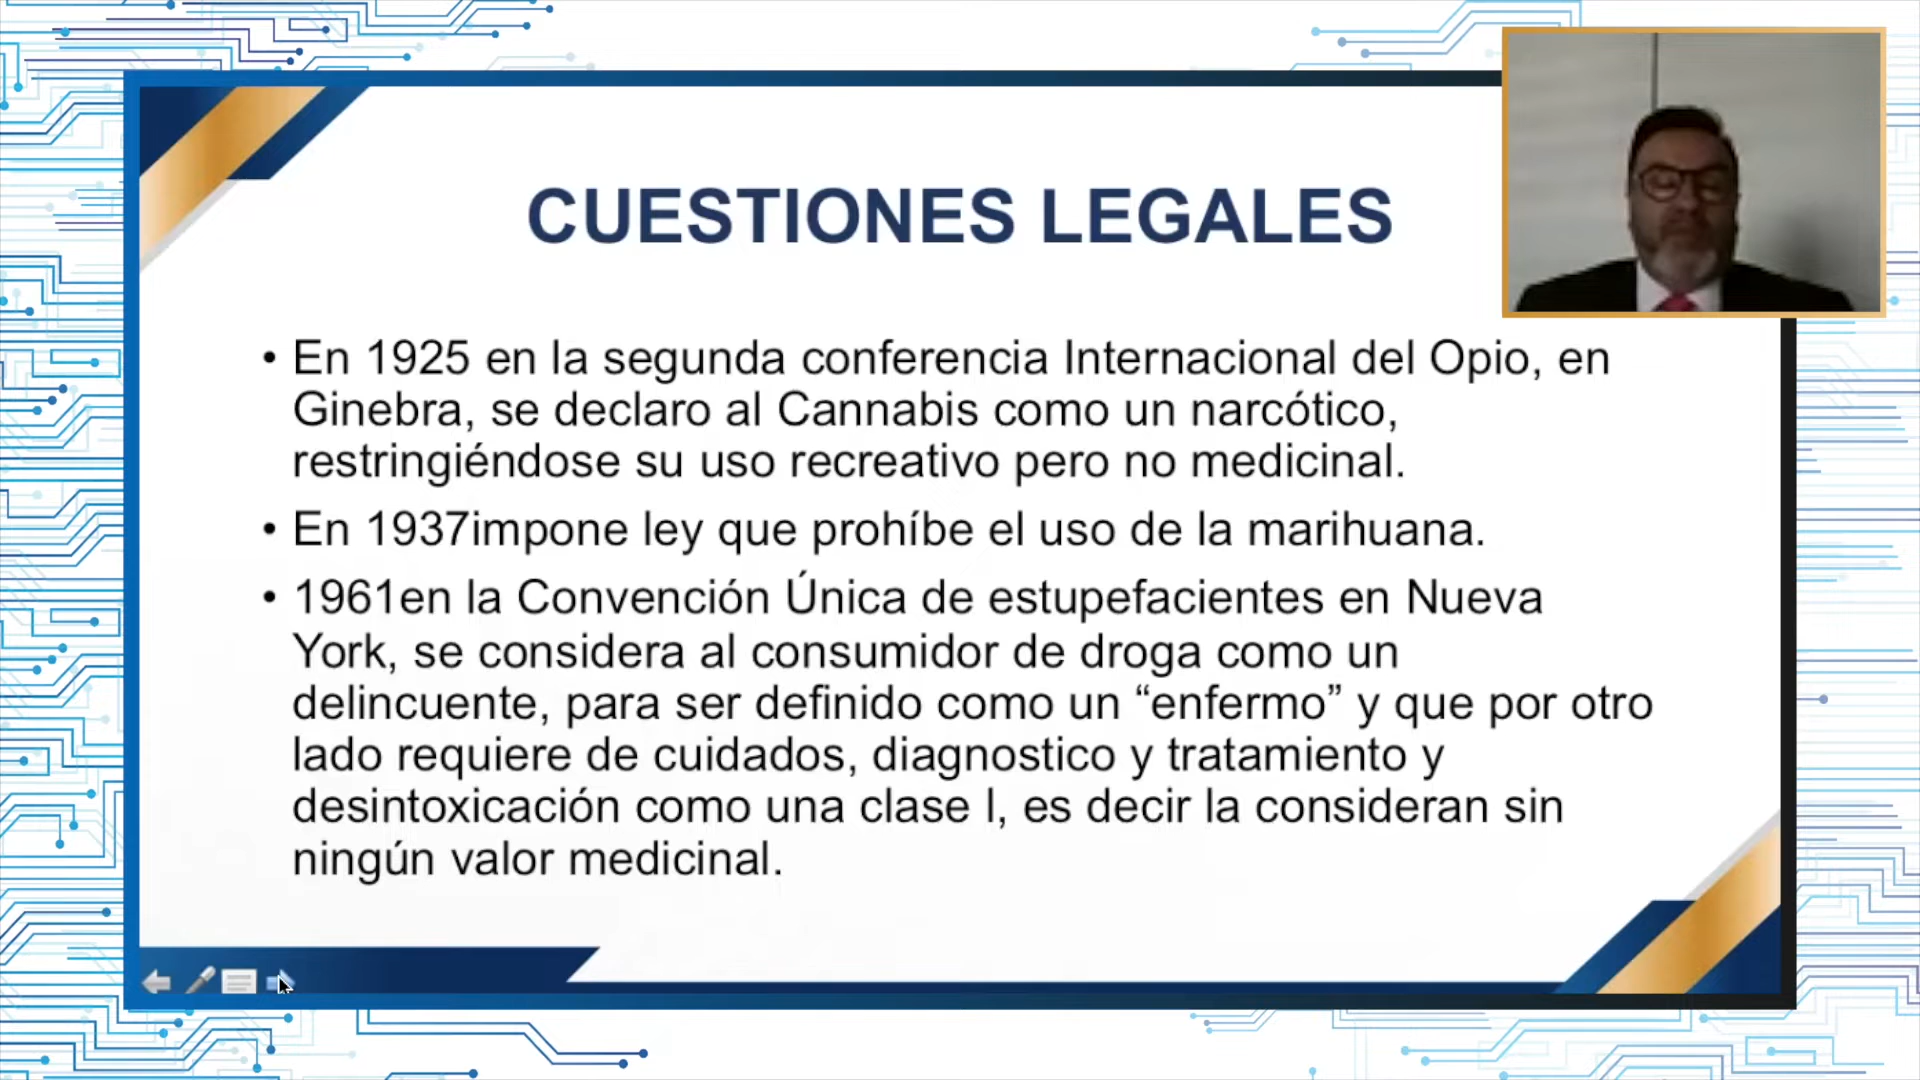 CUESTIONES LEGALES
• En 1925 en la segunda conferencia Internacional del Opio, en
Ginebra, se declaro al Cannabis como un narcótico,
restringiéndose su uso recreativo pero no medicinal.
• En 1937impone ley que prohíbe el uso de la marihuana.
• 1961en la Convención Única de estupefacientes en Nueva
York, se considera al consumidor de droga como un
delincuente, para ser definido como un “enfermo” y que por otro
lado requiere de cuidados, diagnostico y tratamiento y
desintoxicación como una clase I, es decir la consideran sin
ningún valor medicinal.